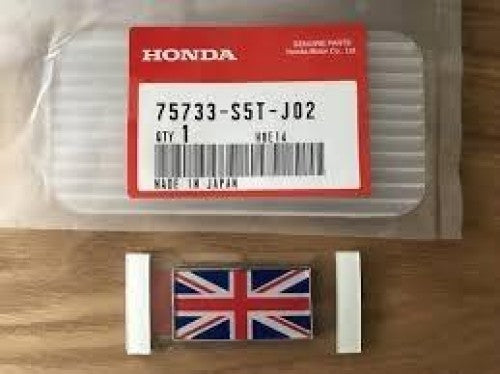 HONDA
GENUINE PARTS
Honda Motor Co., Ltd
75733-S5T-J02
QTY 1
MADE IN JAPAN